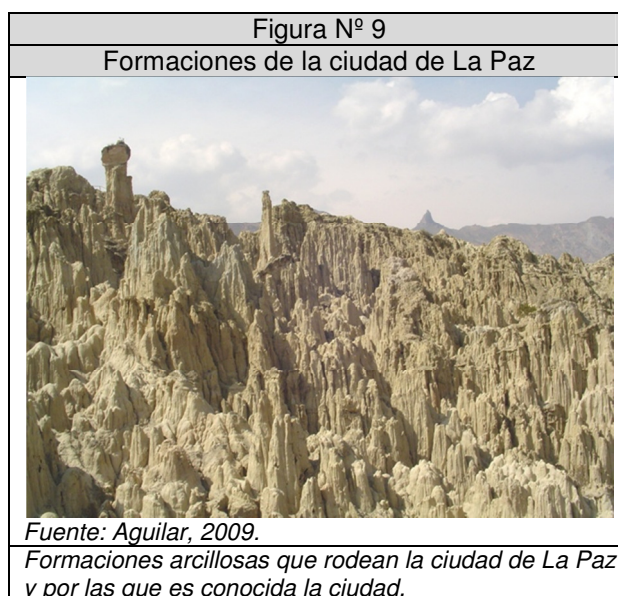 Figura Nº 9
Formaciones de la ciudad de La Paz
Fuente: Aguilar, 2009.
Formaciones arcillosas que rodean la ciudad de La Paz
y por las que es conocida la ciudad.